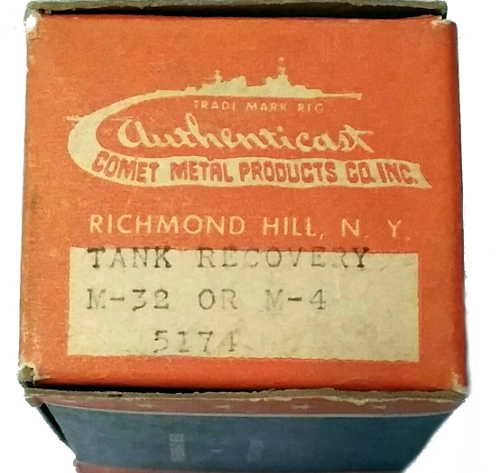 TRADE MARK REG
Authenticast
COMET METAL PRODUCTS CO. INC.
RICHMOND HILL, N. Y.
TANK RECOVERY
M-32 OR M-4
5174